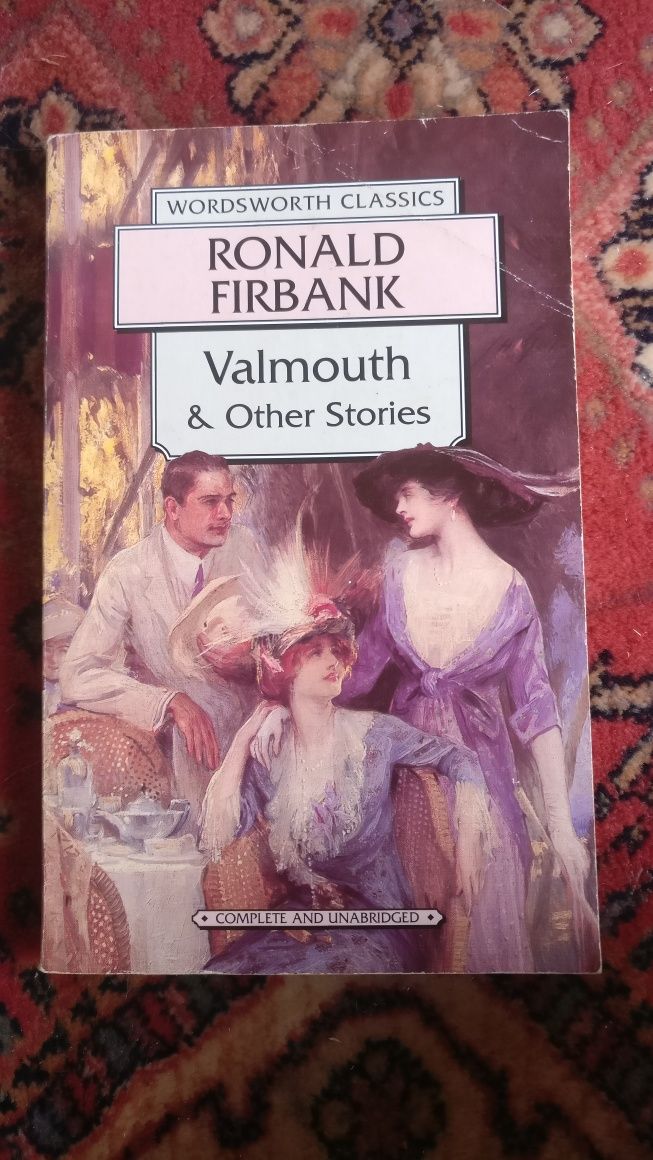 WORDSWORTH CLASSICS
RONALD
FIRBANK
Valmouth
& Other Stories
COMPLETE AND UNABRIDGED